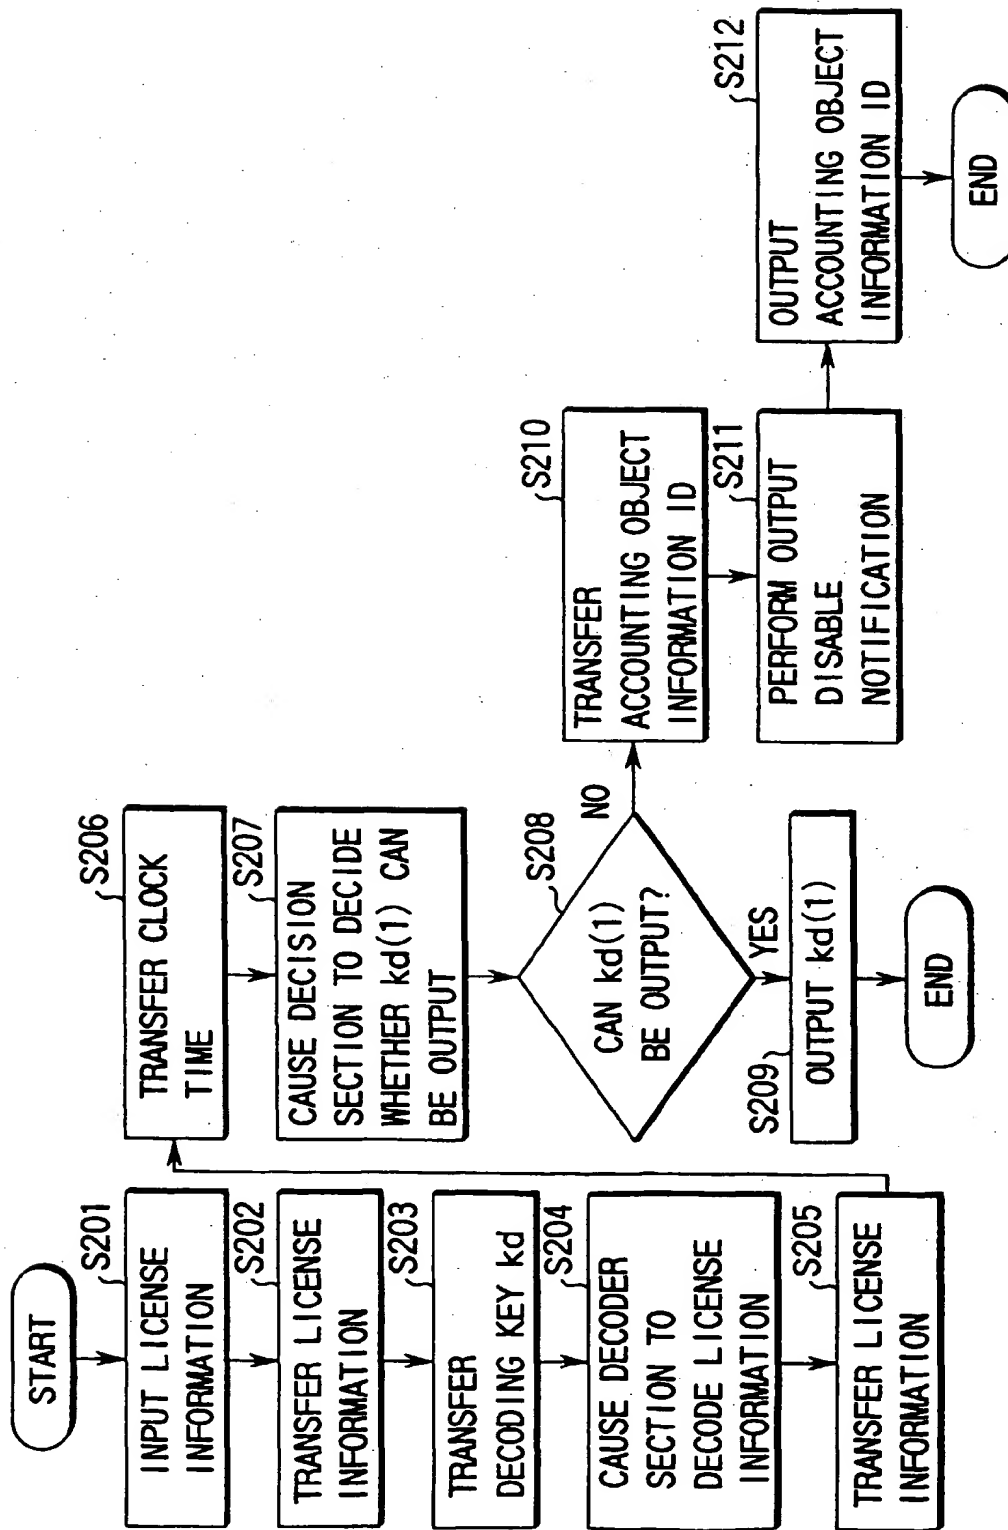 START
S201
INPUT LICENSE
INFORMATION
S202
TRANSFER LICENSE
INFORMATION
S203
TRANSFER
DECODING KEY kd
S204
CAUSE DECODER
SECTION TO
DECODE LICENSE
INFORMATION
S205
TRANSFER LICENSE
INFORMATION
S206
TRANSFER CLOCK
TIME
S207
CAUSE DECISION
SECTION TO DECIDE
WHETHER kd(1) CAN
BE OUTPUT
S208
CAN kd(1)
BE OUTPUT?
NO
YES
S209
OUTPUT kd(1)
END
S210
TRANSFER
ACCOUNTING OBJECT
INFORMATION ID
S211
PERFORM OUTPUT
DISABLE
NOTIFICATION
S212
OUTPUT
ACCOUNTING OBJECT
INFORMATION ID
END